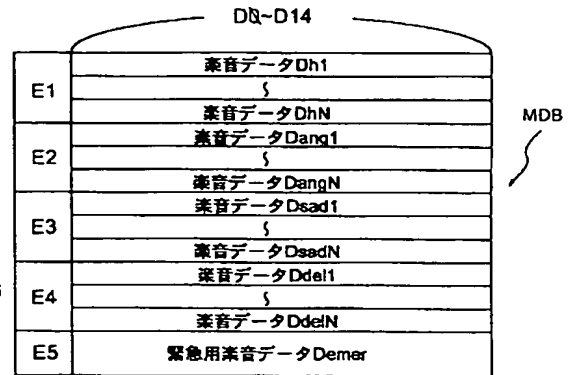 D0~D14
楽音データDh1
E1
∫
楽音データDhN
MDB
楽音データDang1
E2
∫
楽音データDangN
楽音データDsad1
E3
∫
楽音データDsadN
楽音データDdel1
E4
∫
楽音データDdelN
E5
緊急用楽音データDemer